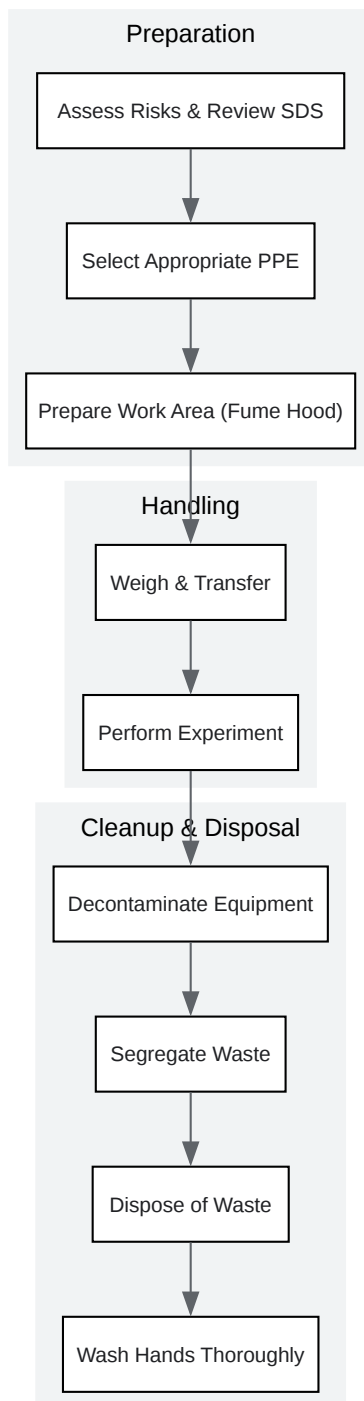 Preparation
Assess Risks & Review SDS
Select Appropriate PPE
Prepare Work Area (Fume Hood)
Handling
Weigh & Transfer
Perform Experiment
Cleanup & Disposal
Decontaminate Equipment
Segregate Waste
Dispose of Waste
Wash Hands Thoroughly